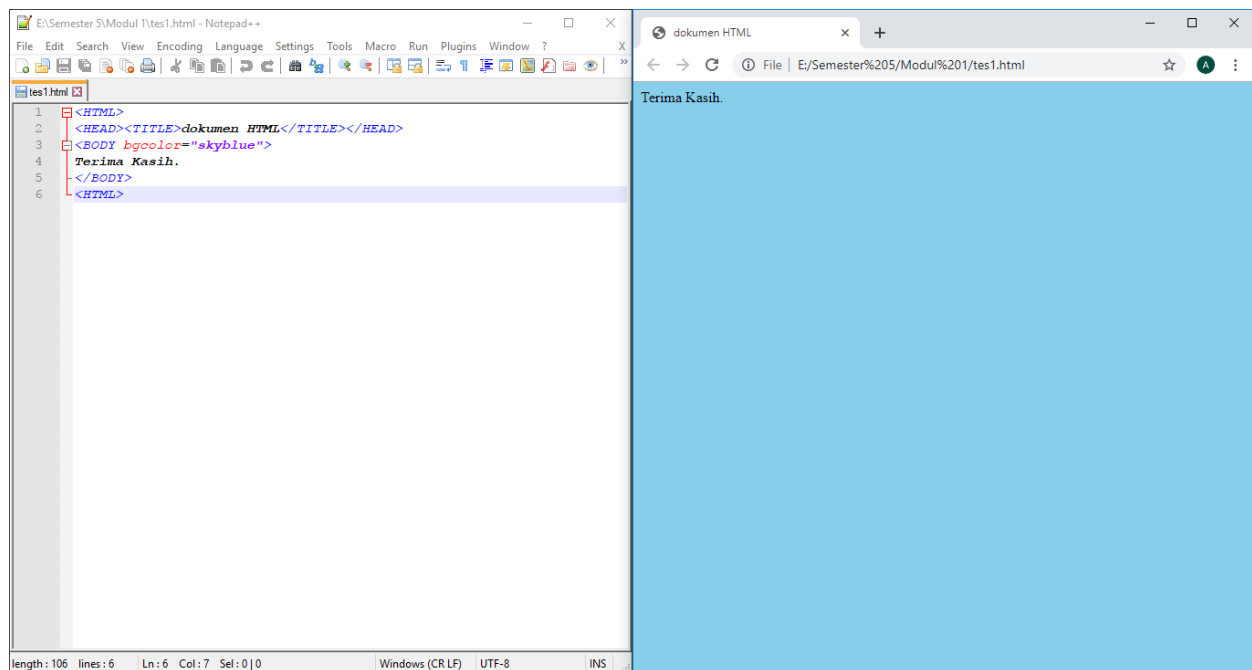 E:\Semester 5\Modul 1\tes1.html - Notepad++
File Edit Search View Encoding Language Settings Tools Macro Run Plugins Window ? X
tes1.html
1 <HTML>
2 <HEAD><TITLE>dokumen HTML</TITLE></HEAD>
3 <BODY bgcolor="skyblue">
4 Terima Kasih.
5 </BODY>
6 <HTML>
length : 106 lines : 6 Ln : 6 Col : 7 Sel : 0 | 0 Windows (CR LF) UTF-8 INS
dokumen HTML
File | E:/Semester%205/Modul%201/tes1.html A
Terima Kasih.